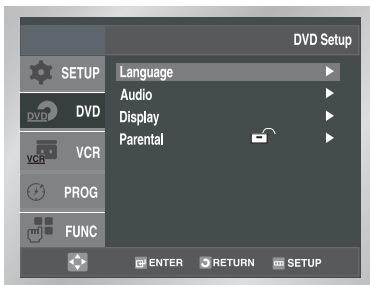 DVD Setup
SETUP
Language
Audio
DVD DVD
Display
Parental
VCR VCR
PROG
FUNC
ENTER RETURN SETUP